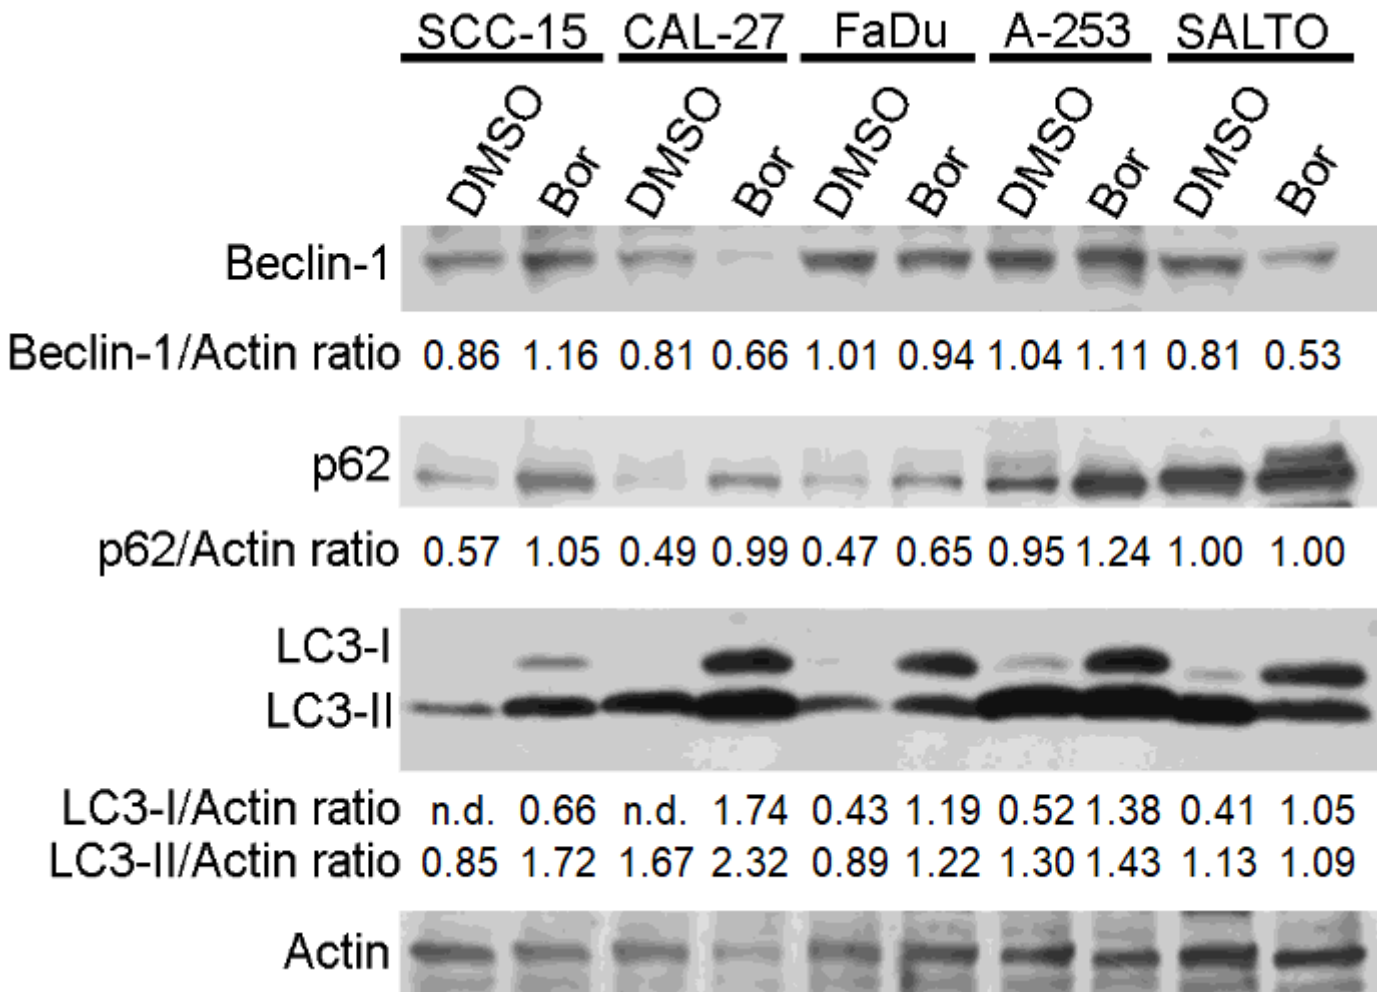 SCC-15 CAL-27 FaDu A-253 SALTO
DMSO Bor DMSO Bor DMSO Bor DMSO Bor DMSO Bor
Beclin-1
Beclin-1/Actin ratio 0.86 1.16 0.81 0.66 1.01 0.94 1.04 1.11 0.81 0.53
p62
p62/Actin ratio 0.57 1.05 0.49 0.99 0.47 0.65 0.95 1.24 1.00 1.00
LC3-I
LC3-II
LC3-I/Actin ratio n.d. 0.66 n.d. 1.74 0.43 1.19 0.52 1.38 0.41 1.05
LC3-II/Actin ratio 0.85 1.72 1.67 2.32 0.89 1.22 1.30 1.43 1.13 1.09
Actin